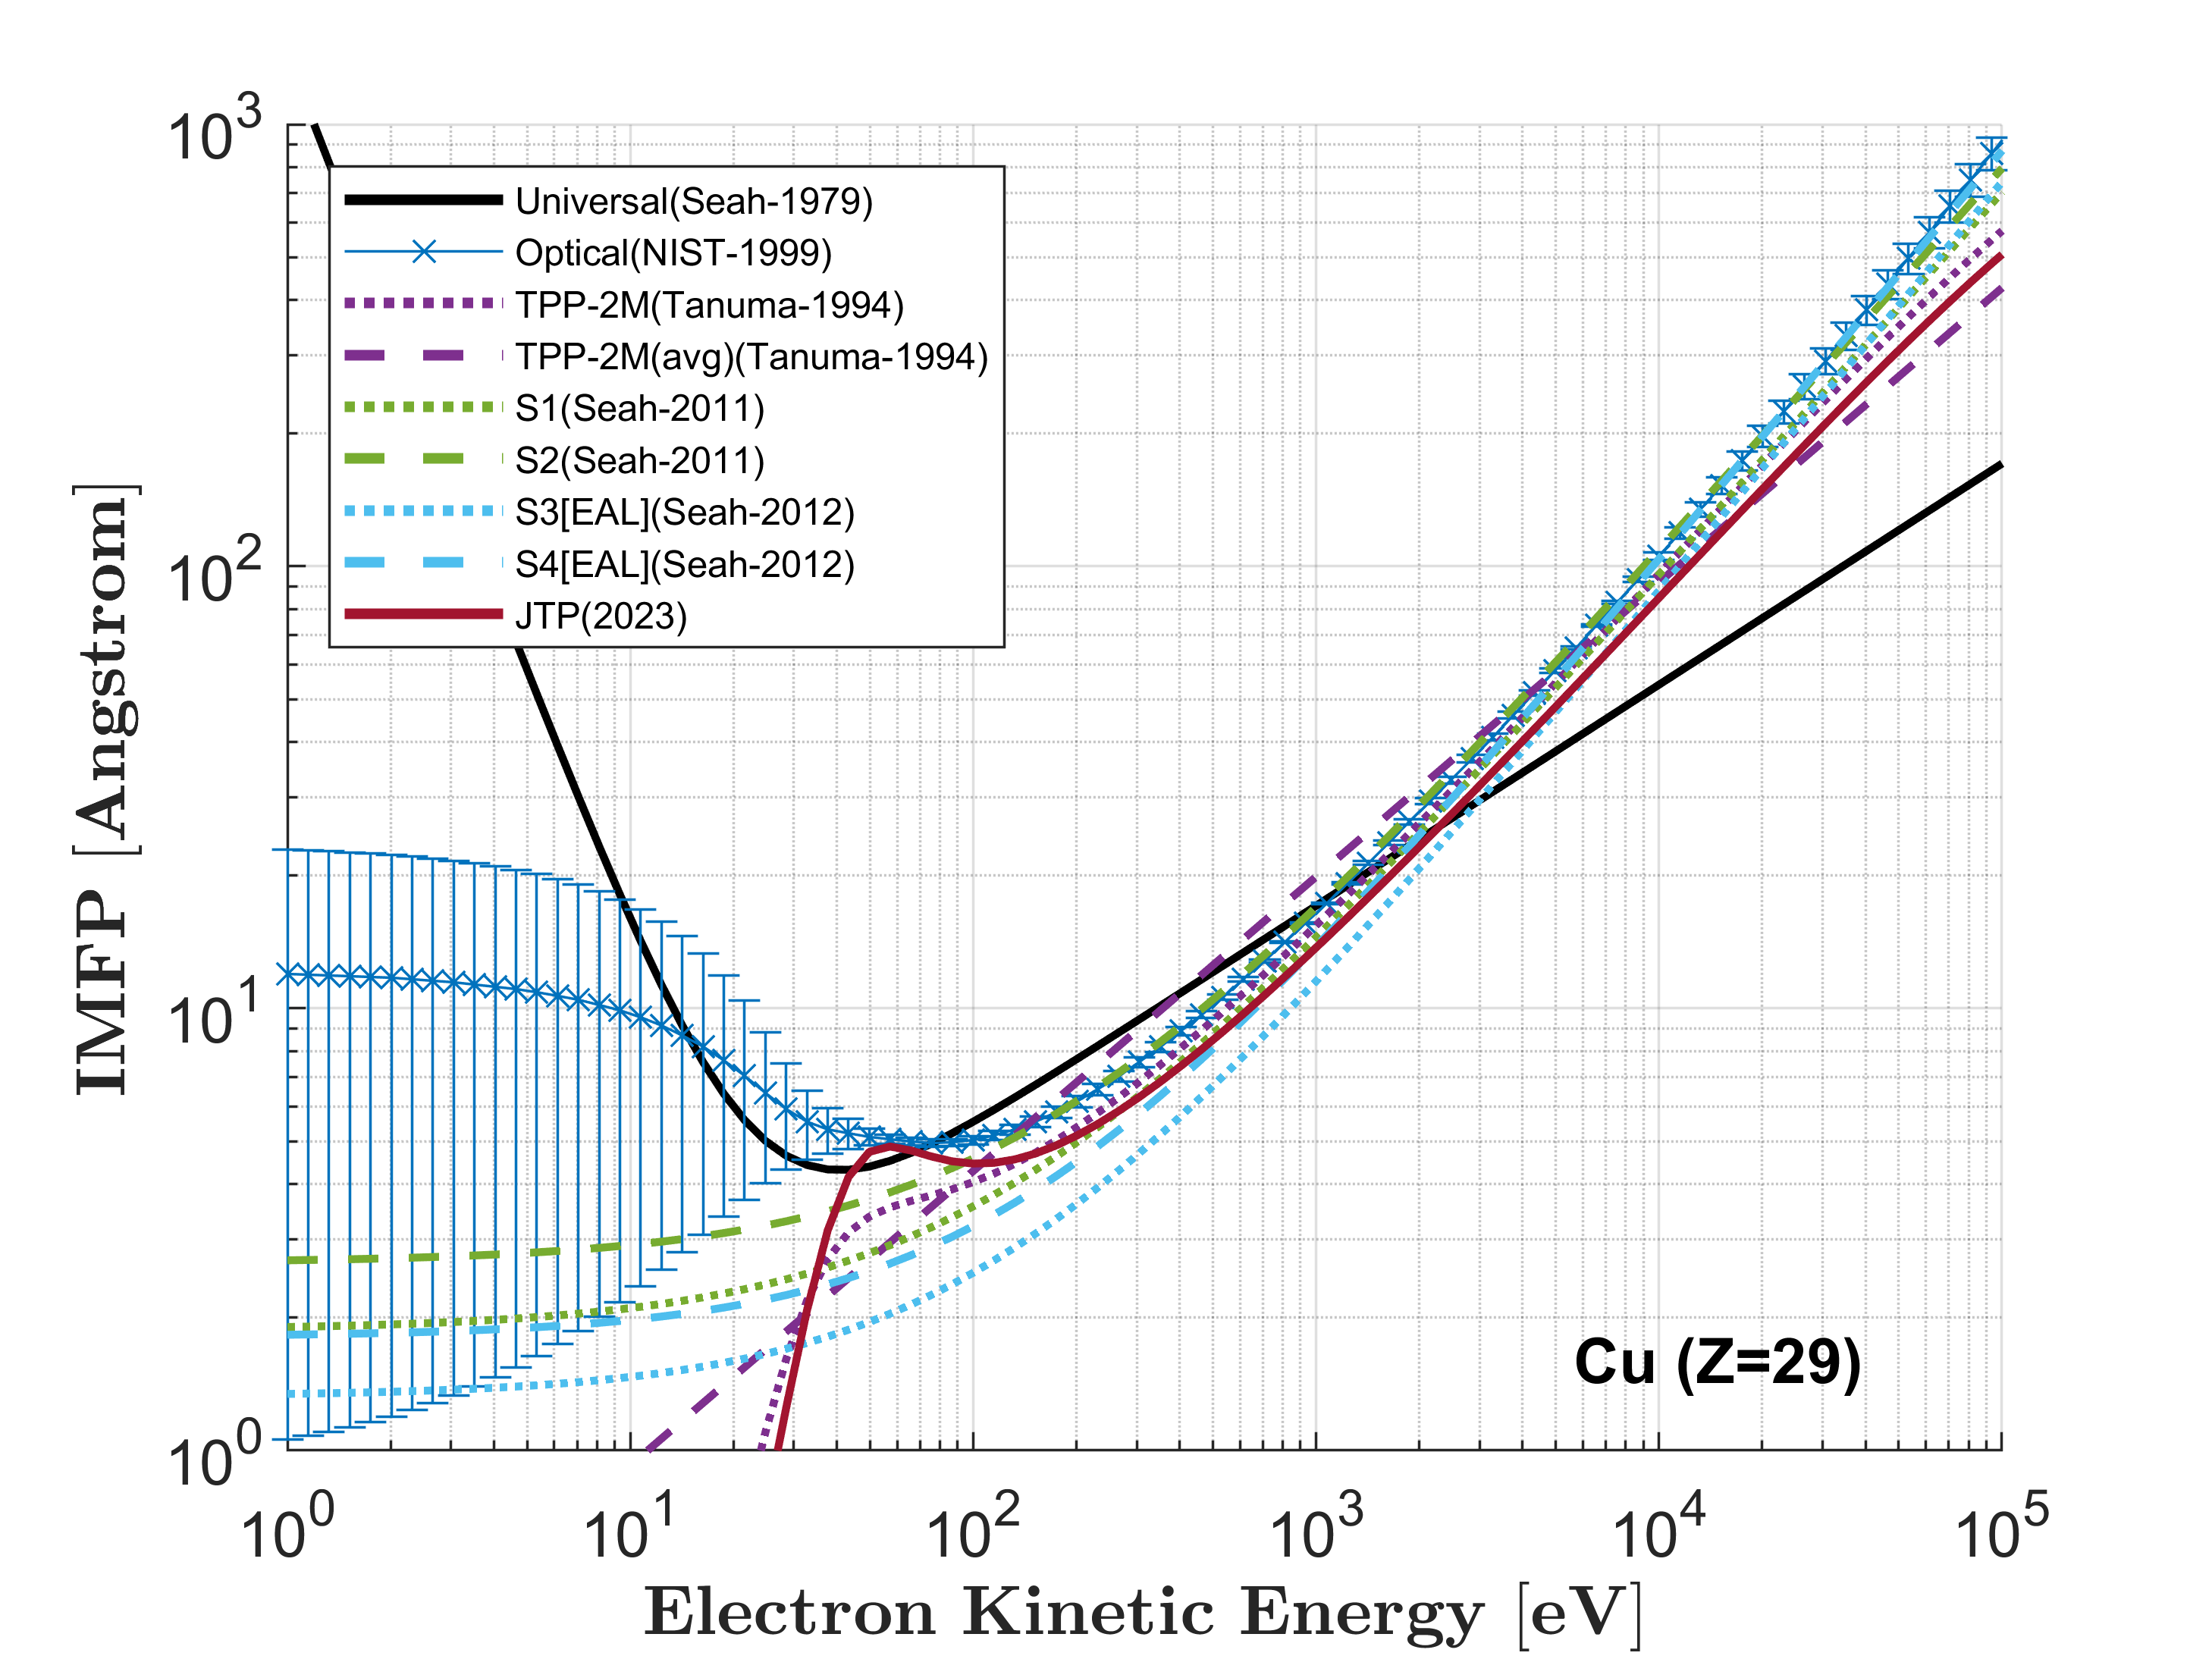 10^3
10^2
10^1
10^0
IMFP [Angstrom]
Universal(Seah-1979)
Optical(NIST-1999)
TPP-2M(Tanuma-1994)
TPP-2M(avg)(Tanuma-1994)
S1(Seah-2011)
S2(Seah-2011)
S3[EAL](Seah-2012)
S4[EAL](Seah-2012)
JTP(2023)
Cu (Z=29)
10^0 10^1 10^2 10^3 10^4 10^5
Electron Kinetic Energy [eV]